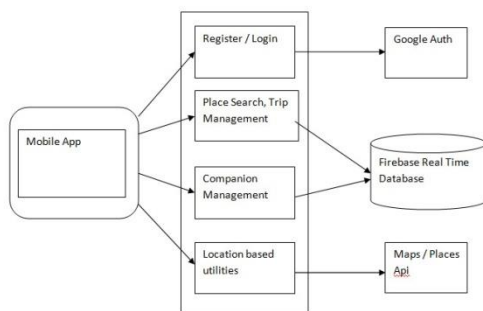 Mobile App
Register / Login
Place Search, Trip
Management
Companion
Management
Location based
utilities
Google Auth
Firebase Real Time
Database
Maps / Places
Api